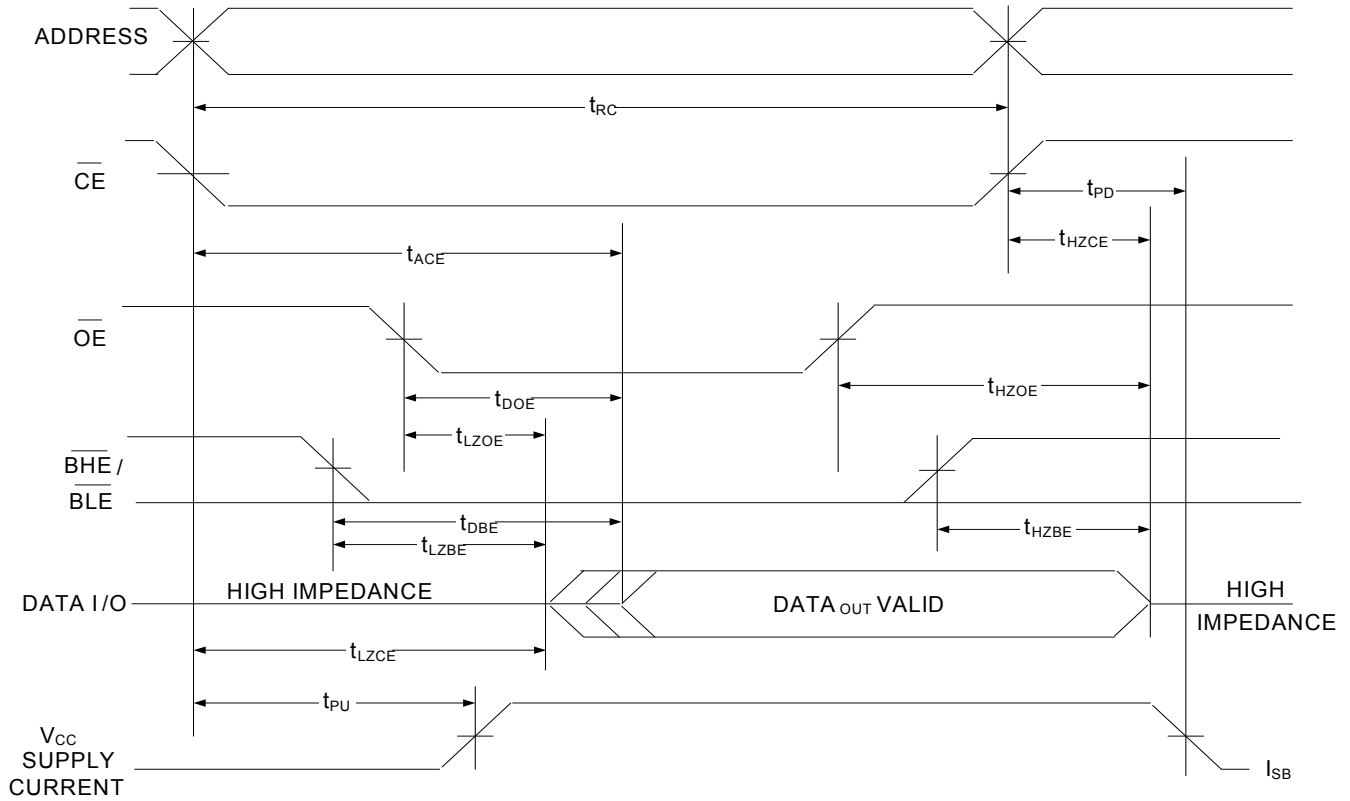 ADDRESS
tRC
CE
tPD
tHZCE
tACE
OE
tHZOE
tDOE
tLZOE
BHE /
BLE
tDBE
tHZBE
tLZBE
HIGH IMPEDANCE
DATA I/O
DATA OUT VALID
HIGH
IMPEDANCE
tLZCE
tPU
VCC
SUPPLY
CURRENT
ISB